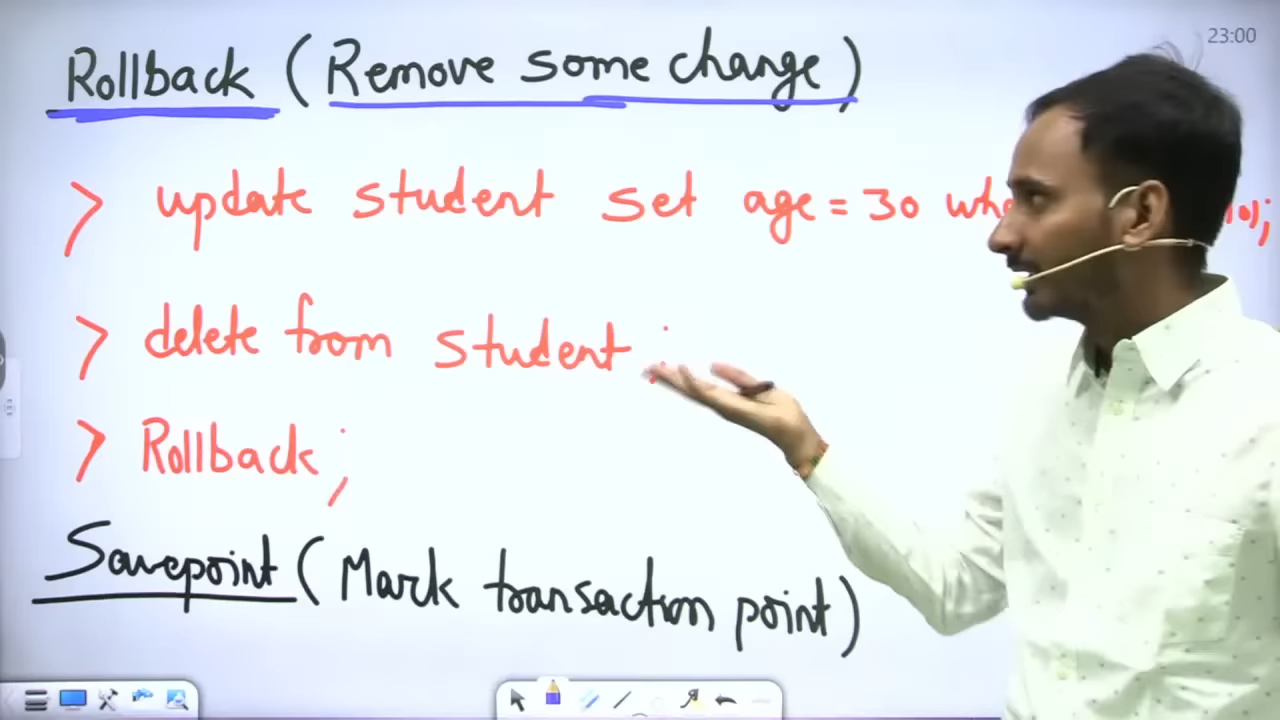 23:00
Rollback (Remove some change)
> update student set age = 30
> delete from student ;
> Rollback ;
Savepoint (Mark transaction point)